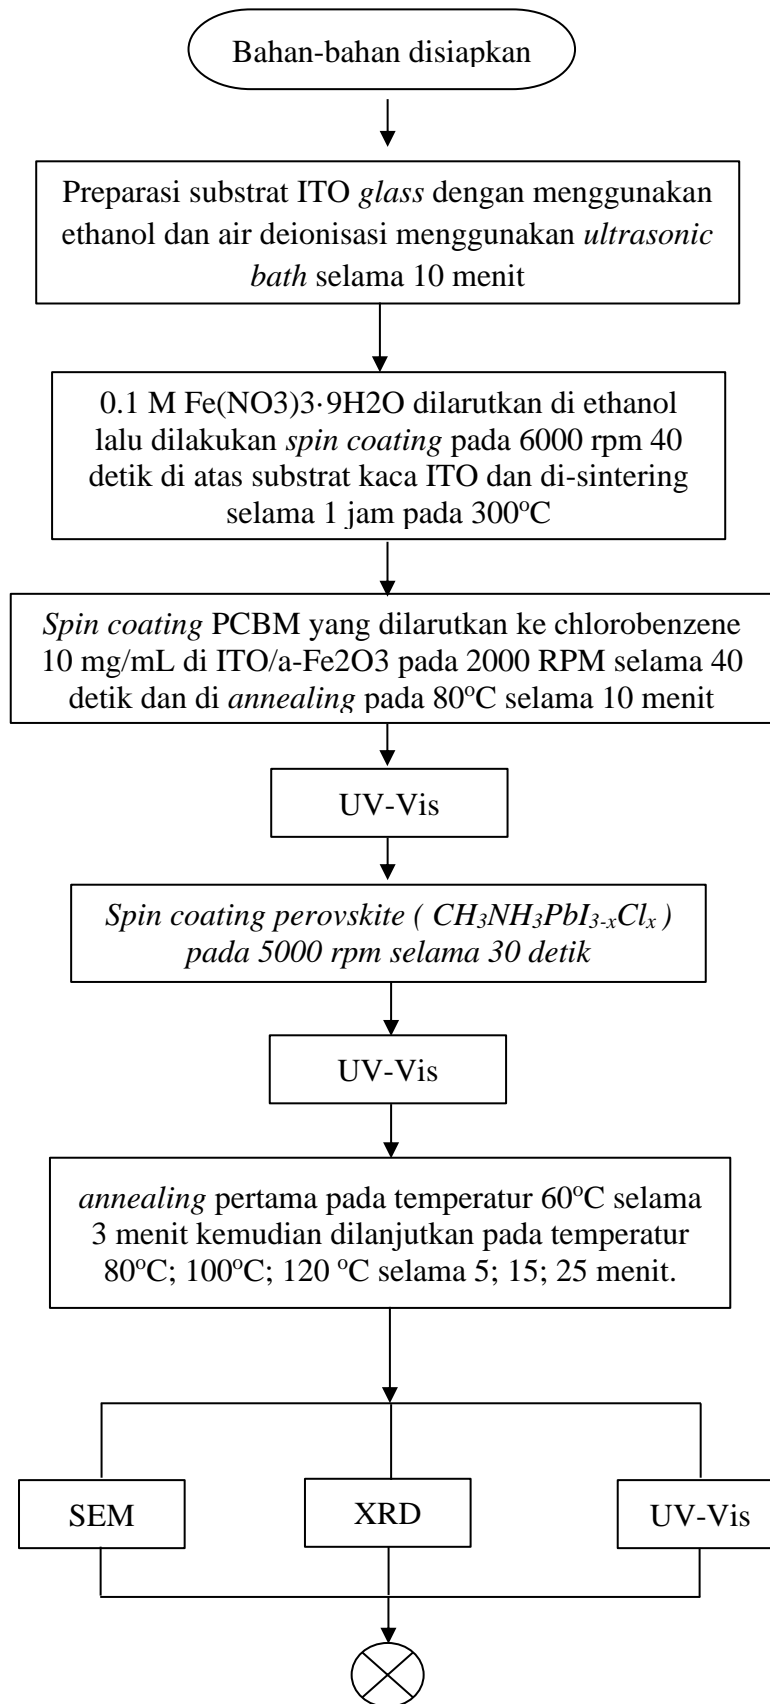 Bahan-bahan disiapkan
Preparasi substrat ITO glass dengan menggunakan
ethanol dan air deionisasi menggunakan ultrasonic
bath selama 10 menit
0.1 M Fe(NO3)3·9H2O dilarutkan di ethanol
lalu dilakukan spin coating pada 6000 rpm 40
detik di atas substrat kaca ITO dan di-sintering
selama 1 jam pada 300°C
Spin coating PCBM yang dilarutkan ke chlorobenzene
10 mg/mL di ITO/a-Fe2O3 pada 2000 RPM selama 40
detik dan di annealing pada 80°C selama 10 menit
UV-Vis
Spin coating perovskite ( CH₃NH₃PbI₃₋ₓClₓ )
pada 5000 rpm selama 30 detik
UV-Vis
annealing pertama pada temperatur 60°C selama
3 menit kemudian dilanjutkan pada temperatur
80°C; 100°C; 120 °C selama 5; 15; 25 menit.
SEM
XRD
UV-Vis